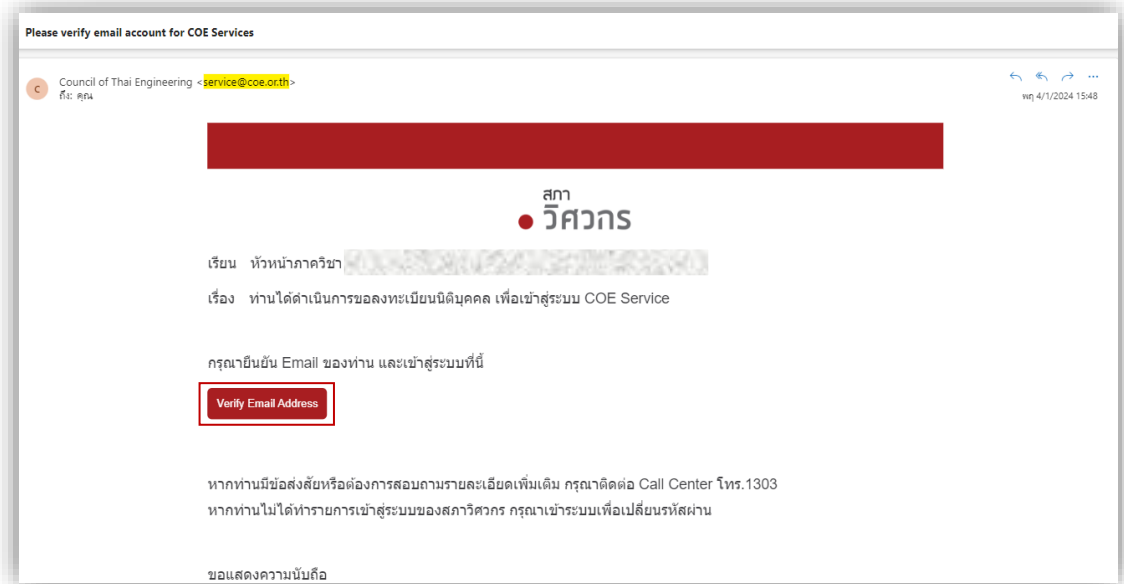 Please verify email account for COE Services
C
Council of Thai Engineering <service@coe.or.th>
ถึง: คุณ
พฤ 4/1/2024 15:48
สภา
วิศวกร
เรียน หัวหน้าภาควิชา
เรื่อง ท่านได้ดำเนินการขอลงทะเบียนนิติบุคคล เพื่อเข้าสู่ระบบ COE Service
กรุณายืนยัน Email ของท่าน และเข้าสู่ระบบที่นี้
Verify Email Address
หากท่านมีข้อส่งสัยหรือต้องการสอบถามรายละเอียดเพิ่มเติม กรุณาติดต่อ Call Center โทร.1303
หากท่านไม่ได้ทำรายการเข้าสู่ระบบของสภาวิศวกร กรุณาเข้าระบบเพื่อเปลี่ยนรหัสผ่าน
ขอแสดงความนับถือ